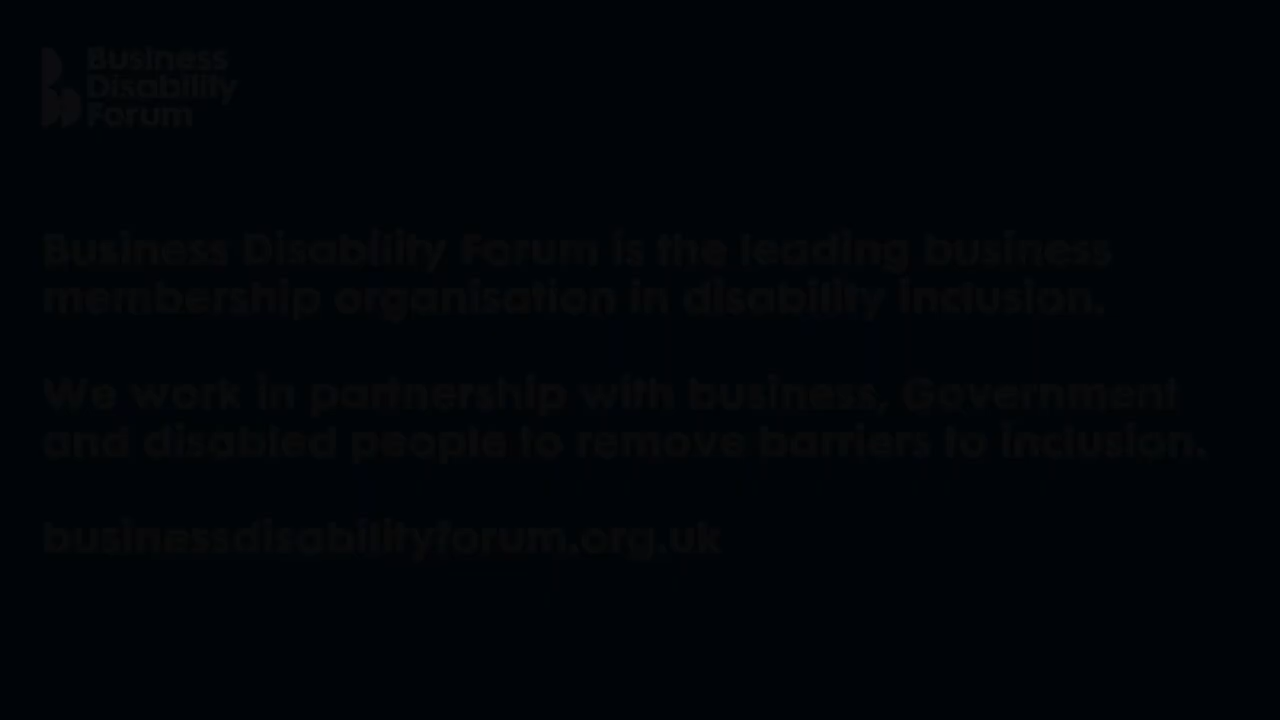 Business
Disability
Forum
Business Disability Forum is the leading business
membership organisation in disability inclusion.
We work in partnership with business, Government
and disabled people to remove barriers to inclusion.
businessdisabilityforum.org.uk